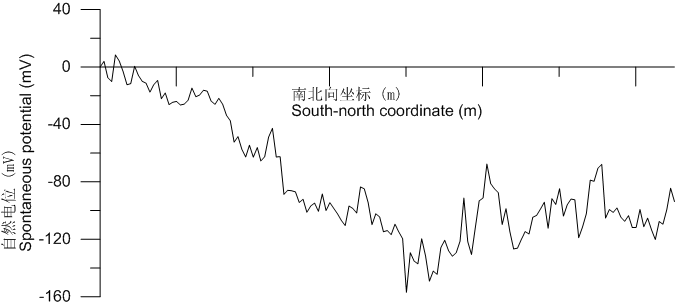 40
0
-40
-80
-120
-160
自然电位 (mV)
Spontaneous potential (mV)
南北向坐标 (m)
South-north coordinate (m)